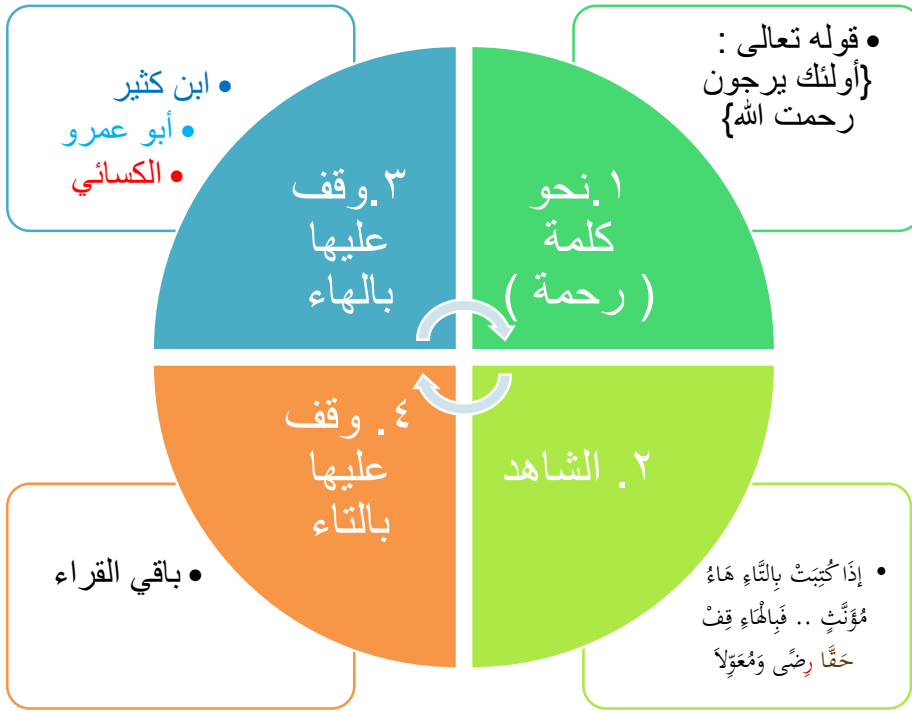 • قوله تعالى :
{أولئك يرجون
رحمت الله}
١.نحو
كلمة
( رحمة )
٢. الشاهد
• إذَا كُتِبَتْ بِالتَّاءِ هَاءُ
مُؤَنَّثٍ .. فَبِالْهَاءِ قِفْ
حَقًّا رِضًى وَمُعَوِّلاَ
٣.وقف
عليها
بالهاء
• ابن كثير
• أبو عمرو
• الكسائي
٤. وقف
عليها
بالتاء
• باقي القراء